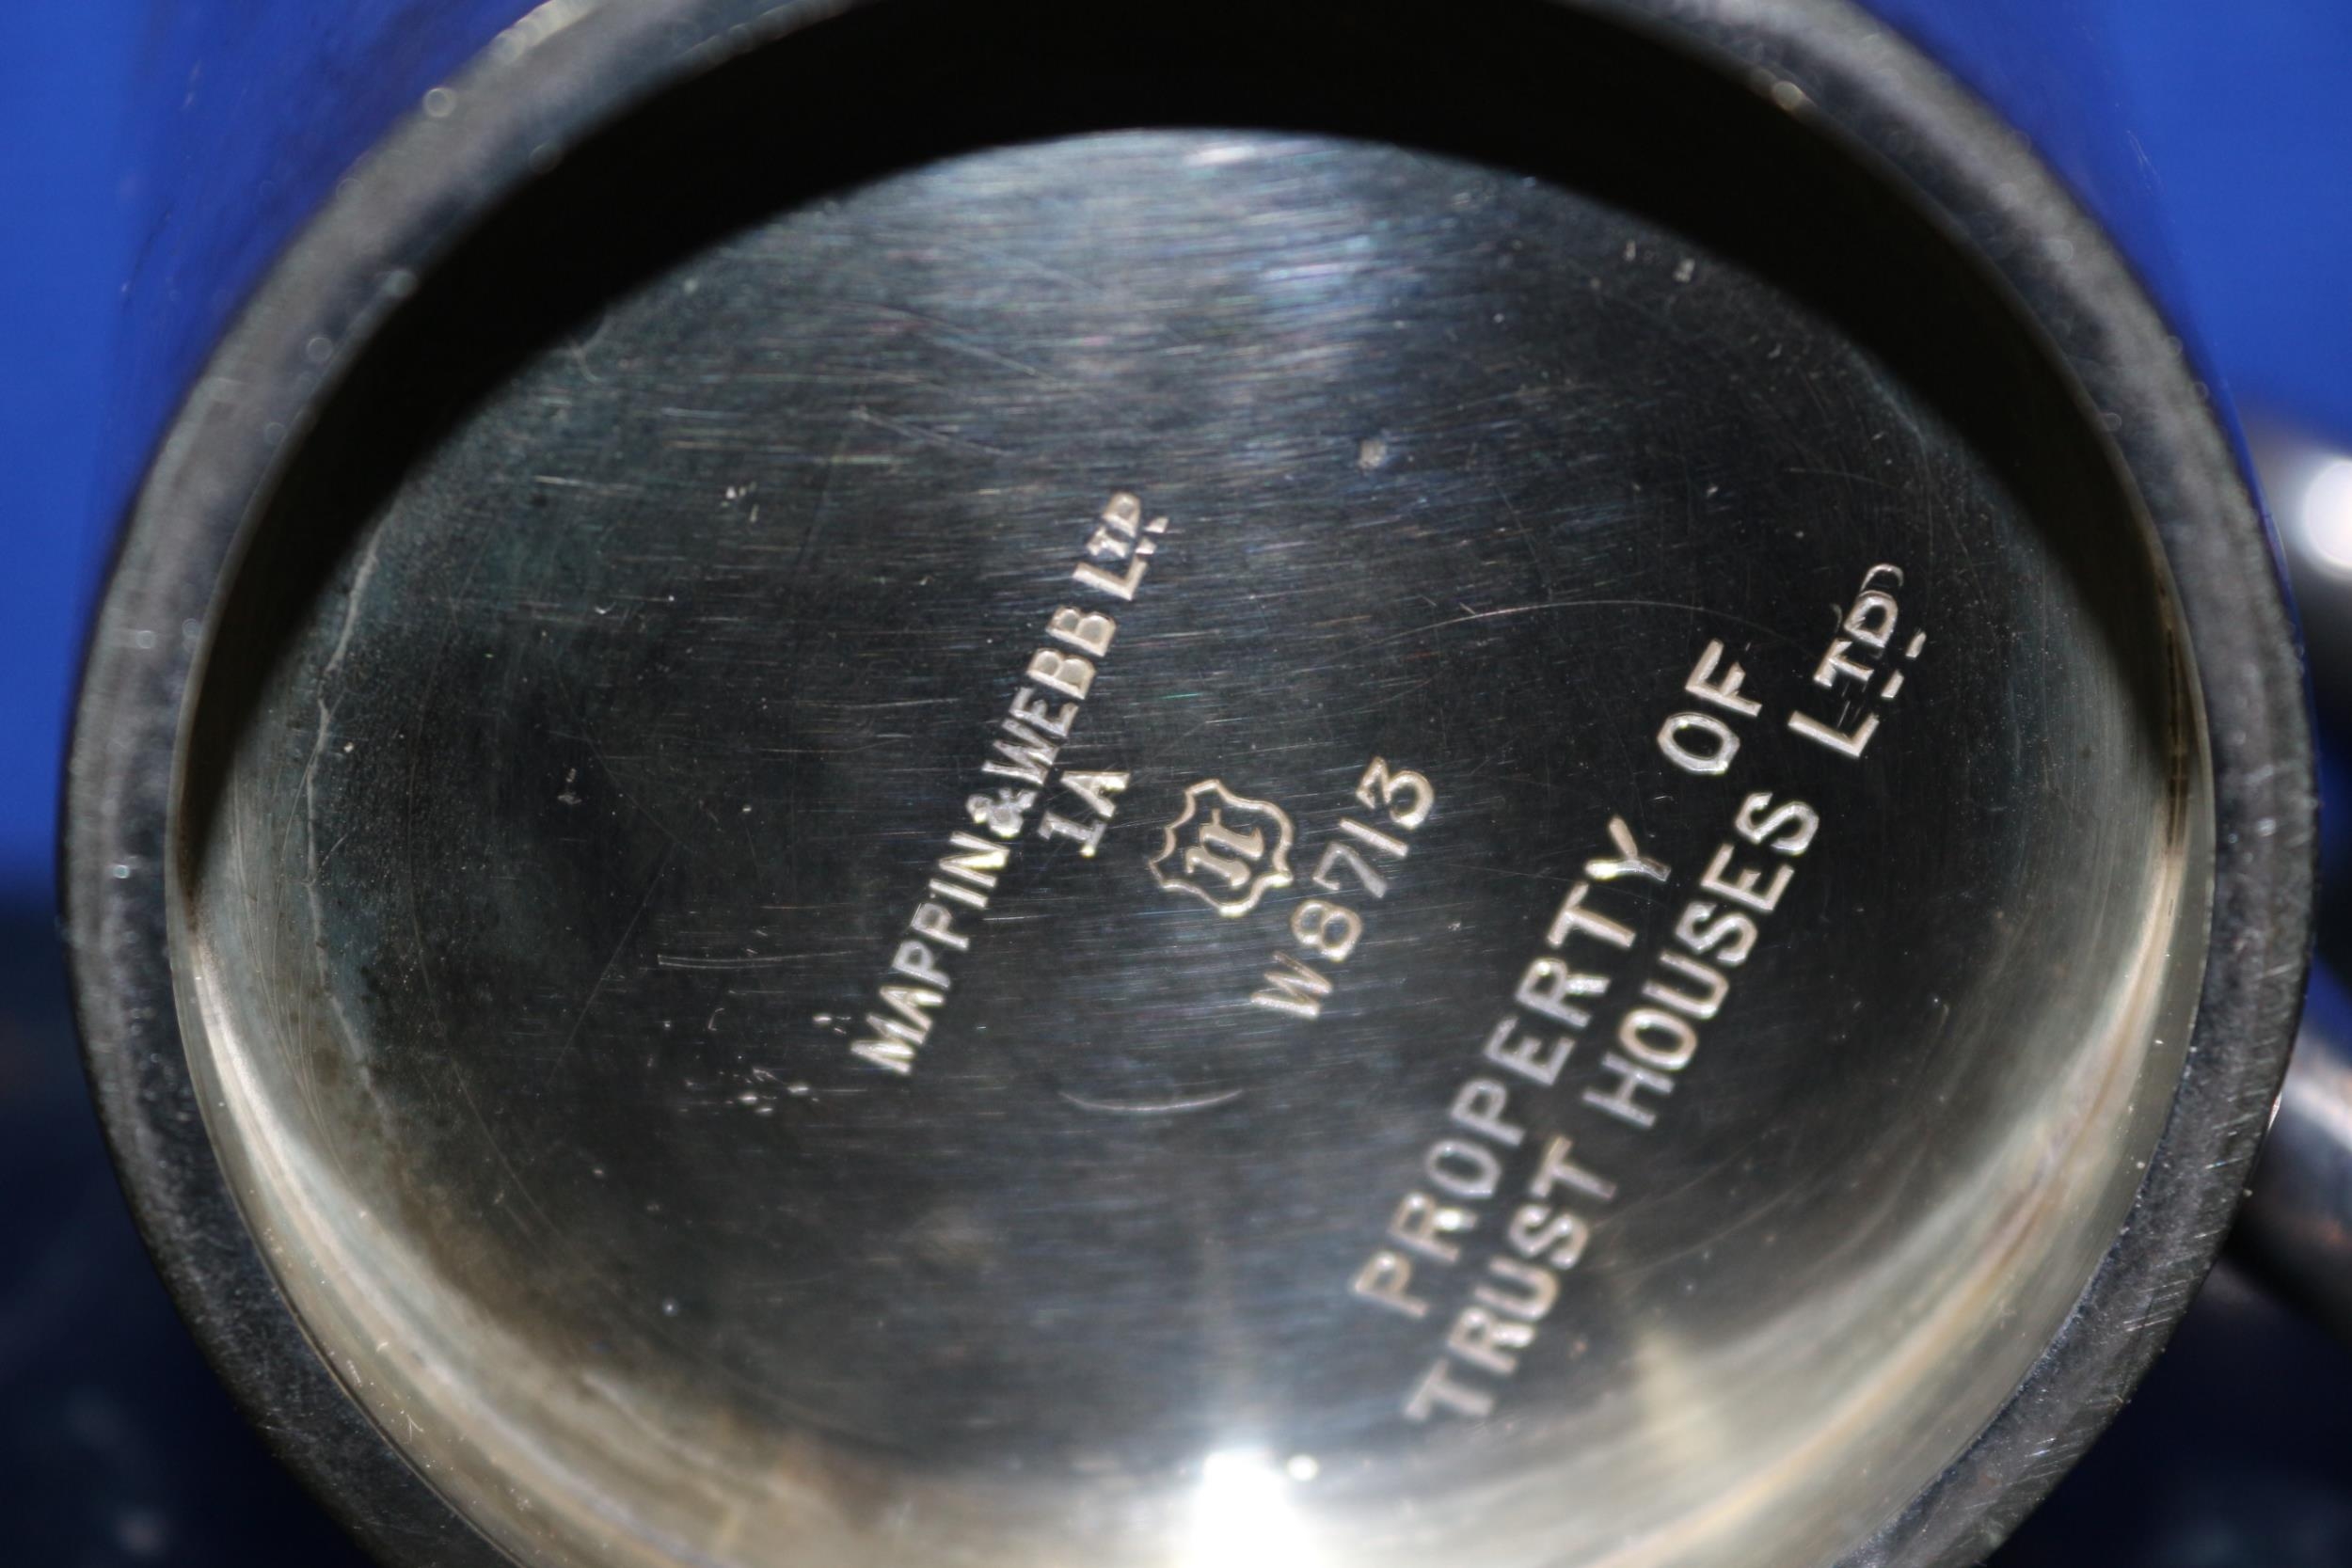 MAPPIN & WEBB LTD.
1A
n
W8713
PROPERTY OF
TRUST HOUSES LTD